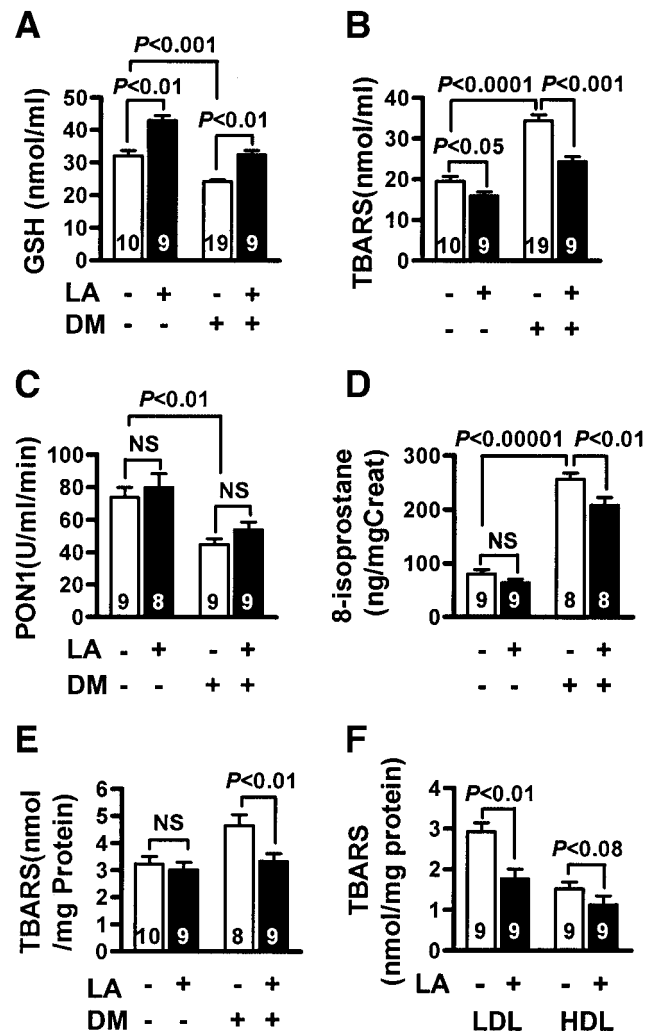 A
P<0.001
P<0.01
P<0.01
GSH (nmol/ml)
50
40
30
20
10
0
10
9
19
9
LA - + - +
DM - - + +
B
P<0.0001
P<0.001
P<0.05
TBARS(nmol/ml)
40
30
20
10
0
10
9
19
9
- + - +
- - + +
C
P<0.01
NS
NS
PON1(U/ml/min)
100
80
60
40
20
0
9
8
9
9
LA - + - +
DM - - + +
D
P<0.00001
P<0.01
NS
8-isoprostane
(ng/mgCreat)
300
200
100
0
9
9
8
8
- + - +
- - + +
E
P<0.01
NS
TBARS(nmol
/mg Protein)
6
5
4
3
2
1
0
10
9
8
9
LA - + - +
DM - - + +
F
P<0.01
P<0.08
TBARS
(nmol/mg protein)
4
3
2
1
0
9
9
9
9
LA - + - +
LDL HDL